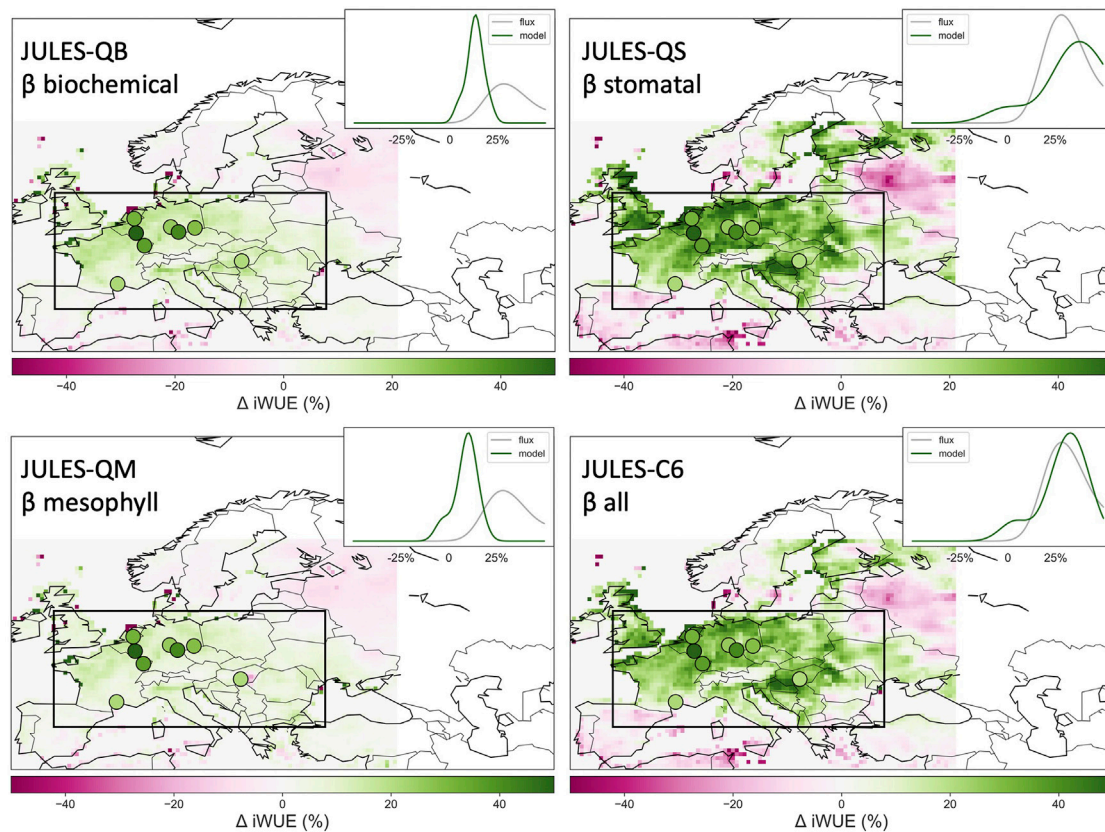 JULES-QB
β biochemical
flux
model
-25%
0
25%
−40
−20
0
20
40
Δ iWUE (%)
JULES-QS
β stomatal
flux
model
-25%
0
25%
−40
−20
0
20
40
Δ iWUE (%)
JULES-QM
β mesophyll
flux
model
-25%
0
25%
−40
−20
0
20
40
Δ iWUE (%)
JULES-C6
β all
flux
model
-25%
0
25%
−40
−20
0
20
40
Δ iWUE (%)